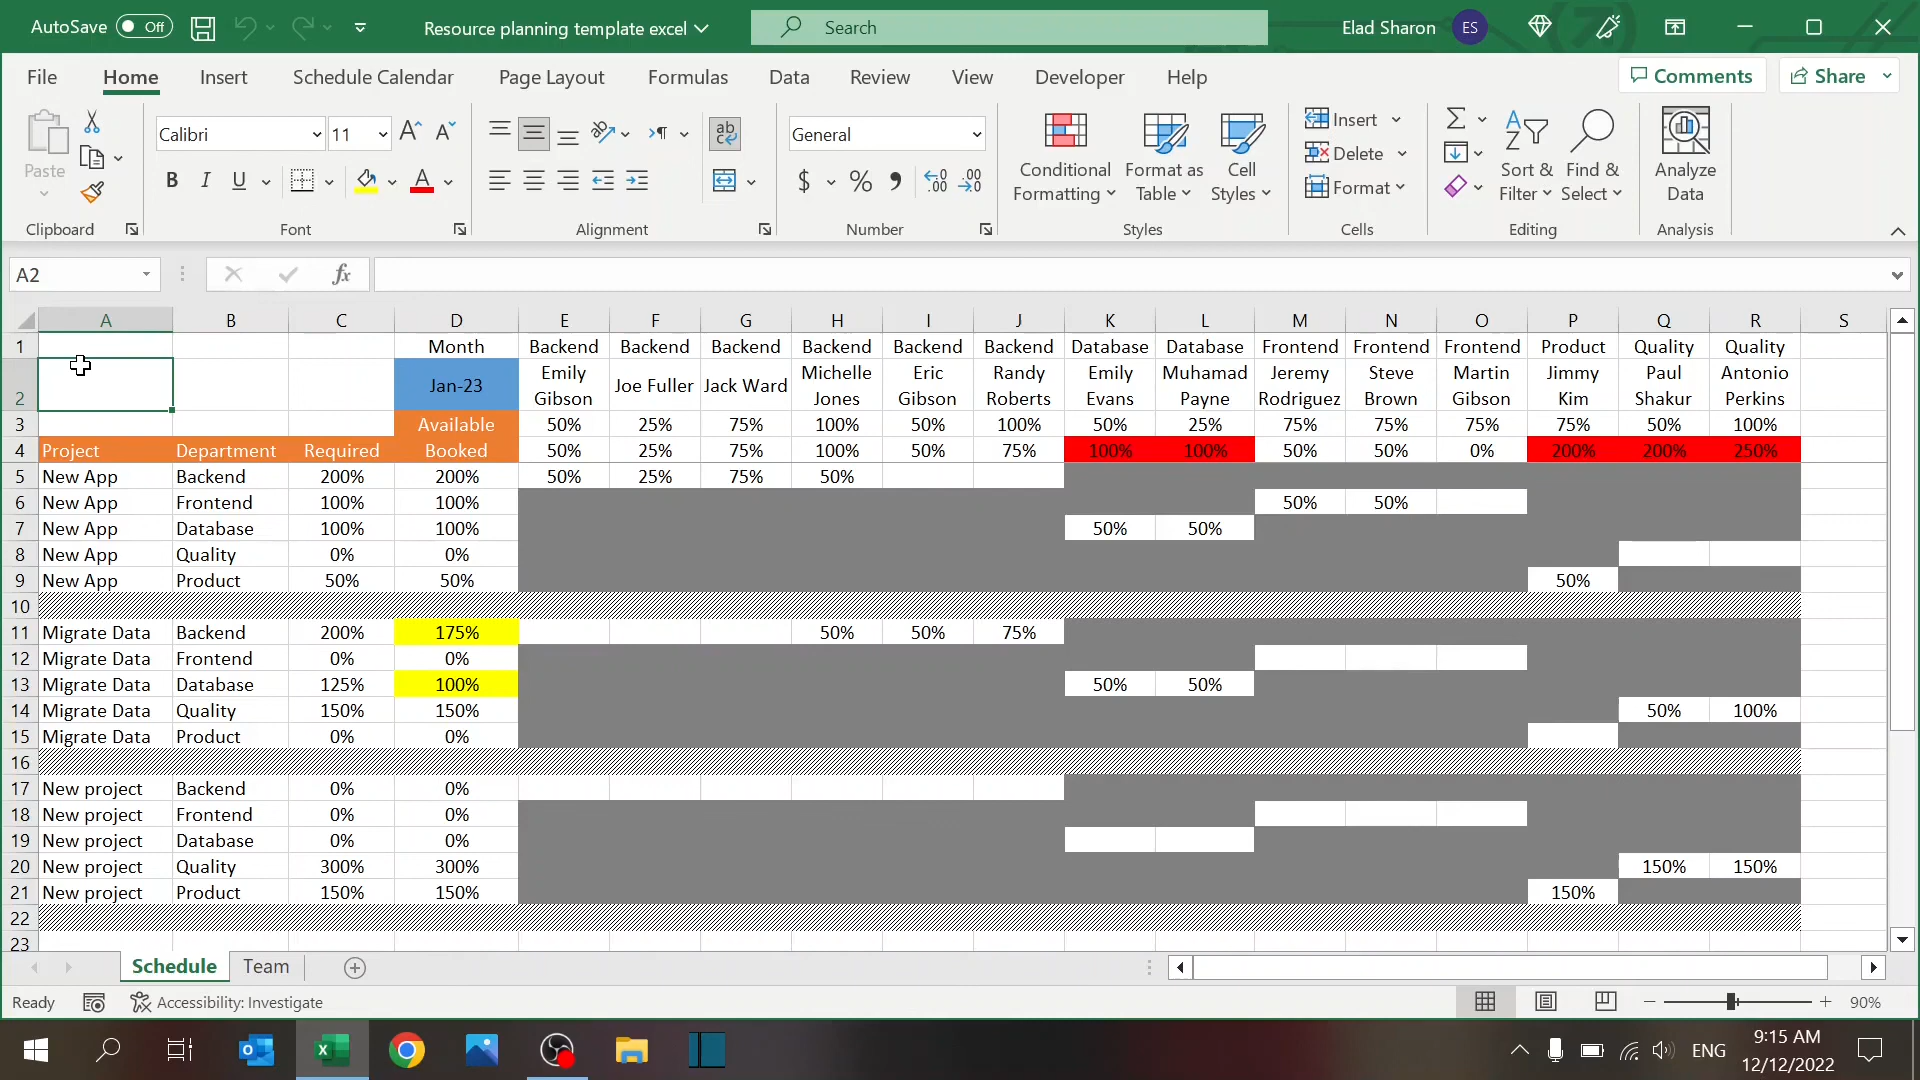 AutoSave Off Resource planning template excel Search Elad Sharon ES
File Home Insert Schedule Calendar Page Layout Formulas Data Review View Developer Help Comments Share
Paste
Clipboard
Calibri 11
B I U A
Font
ab
Alignment
General
$ % , .00
Number
Conditional Formatting
Format as Table
Cell Styles
Styles
Insert
Delete
Format
Cells
Sort & Filter
Find & Select
Editing
Analyze Data
Analysis
A2 fx
A B C D E F G H I J K L M N O P Q R S
1 Month Backend Backend Backend Backend Backend Backend Database Database Frontend Frontend Frontend Product Quality Quality
2 Jan-23 Emily Gibson Joe Fuller Jack Ward Michelle Jones Eric Gibson Randy Roberts Emily Evans Muhamad Payne Jeremy Rodriguez Steve Brown Martin Gibson Jimmy Kim Paul Shakur Antonio Perkins
3 Available 50% 25% 75% 100% 50% 100% 50% 25% 75% 75% 75% 75% 50% 100%
4 Project Department Required Booked 50% 25% 75% 100% 50% 75% 100% 100% 50% 50% 0% 200% 200% 250%
5 New App Backend 200% 200% 50% 25% 75% 50%
6 New App Frontend 100% 100% 50% 50%
7 New App Database 100% 100% 50% 50%
8 New App Quality 0% 0%
9 New App Product 50% 50% 50%
10
11 Migrate Data Backend 200% 175% 50% 50% 75%
12 Migrate Data Frontend 0% 0%
13 Migrate Data Database 125% 100% 50% 50%
14 Migrate Data Quality 150% 150% 50% 100%
15 Migrate Data Product 0% 0%
16
17 New project Backend 0% 0%
18 New project Frontend 0% 0%
19 New project Database 0% 0%
20 New project Quality 300% 300% 150% 150%
21 New project Product 150% 150% 150%
22
23
Schedule Team
Ready Accessibility: Investigate 90%
ENG 9:15 AM
12/12/2022